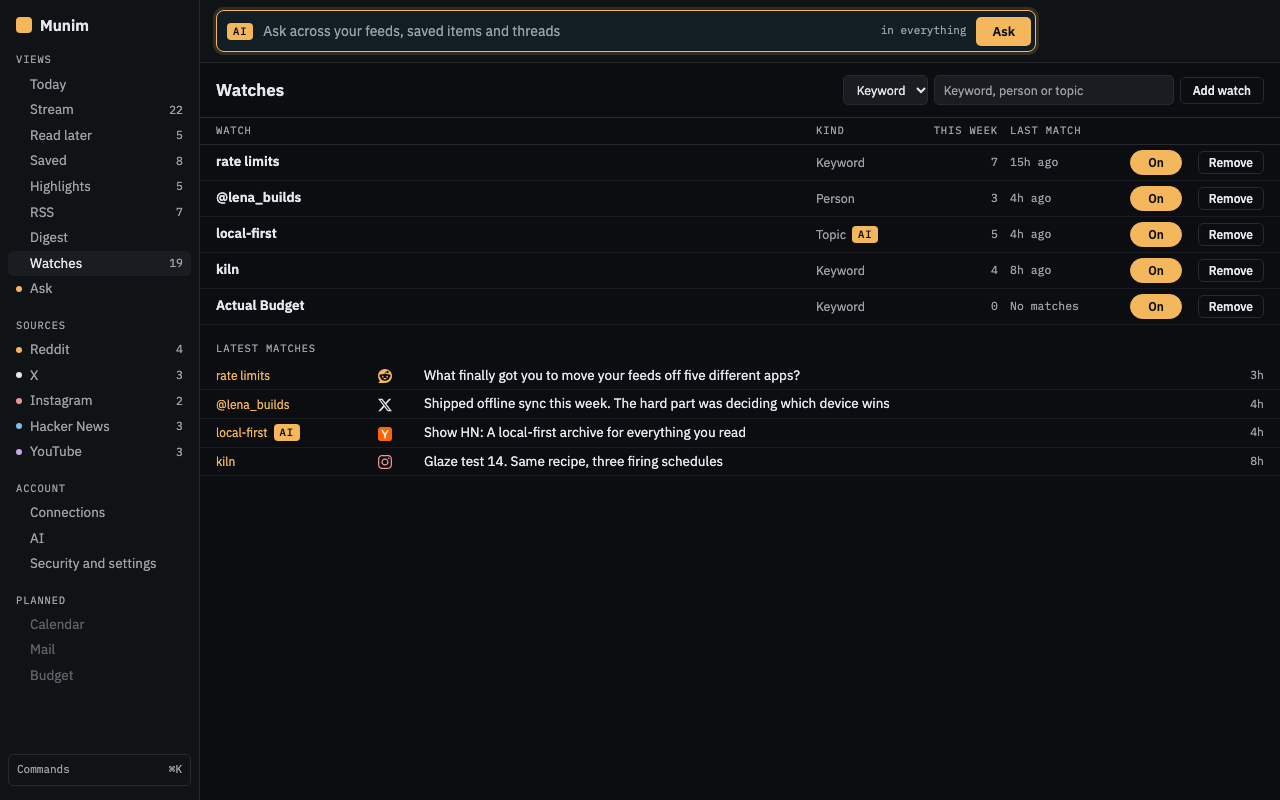 Munim
VIEWS
Today
Stream 22
Read later 5
Saved 8
Highlights 5
RSS 7
Digest
Watches 19
Ask
SOURCES
Reddit 4
X 3
Instagram 2
Hacker News 3
YouTube 3
ACCOUNT
Connections
AI
Security and settings
PLANNED
Calendar
Mail
Budget
Commands ⌘K
AI Ask across your feeds, saved items and threads in everything Ask
Watches Keyword Keyword, person or topic Add watch
WATCH KIND THIS WEEK LAST MATCH
rate limits Keyword 7 15h ago On Remove
@lena_builds Person 3 4h ago On Remove
local-first Topic AI 5 4h ago On Remove
kiln Keyword 4 8h ago On Remove
Actual Budget Keyword 0 No matches On Remove
LATEST MATCHES
rate limits What finally got you to move your feeds off five different apps? 3h
@lena_builds Shipped offline sync this week. The hard part was deciding which device wins 4h
local-first AI Y Show HN: A local-first archive for everything you read 4h
kiln Glaze test 14. Same recipe, three firing schedules 8h